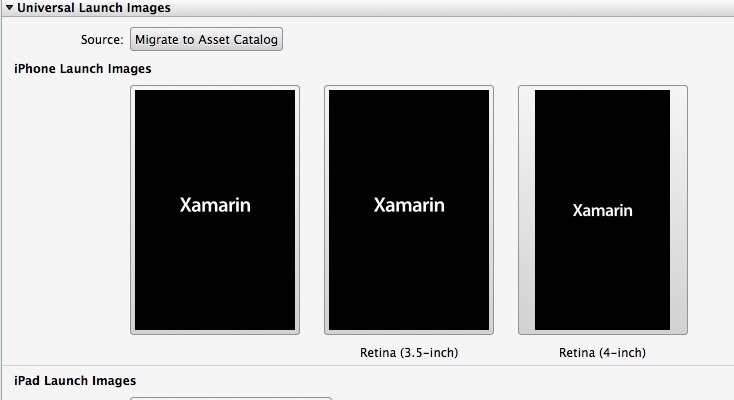 Universal Launch Images
Source: Migrate to Asset Catalog
iPhone Launch Images
Xamarin Xamarin Xamarin
Retina (3.5-inch) Retina (4-inch)
iPad Launch Images